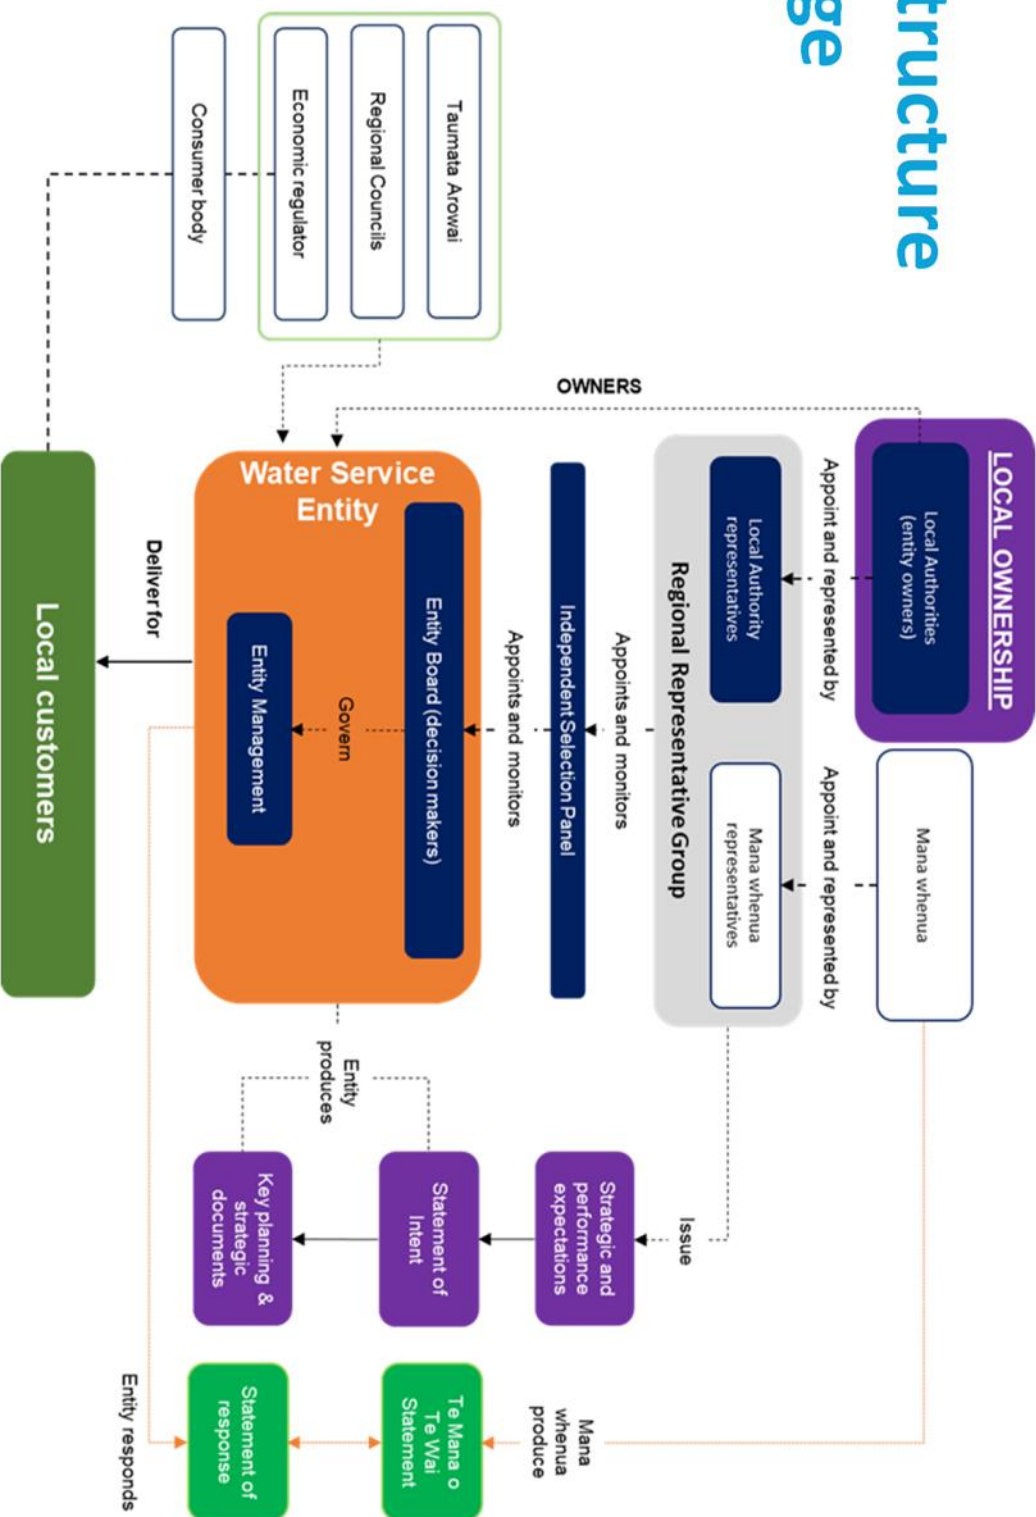 tructure
ge
LOCAL OWNERSHIP
Local Authorities
(entity owners)
Mana whenua
Appoint and represented by
Appoint and represented by
OWNERS
Local Authority
representatives
Mana whenua
representatives
Regional Representative Group
Appoints and monitors
Independent Selection Panel
Appoints and monitors
Water Service
Entity
Entity Board (decision makers)
Govern
Entity Management
Deliver for
Local customers
Taumata Arowai
Regional Councils
Economic regulator
Consumer body
Issue
Strategic and
performance
expectations
Statement of
Intent
Entity
produces
Key planning &
strategic
documents
Mana
whenua
produce
Te Mana o
Te Wai
Statement
Statement of
response
Entity responds